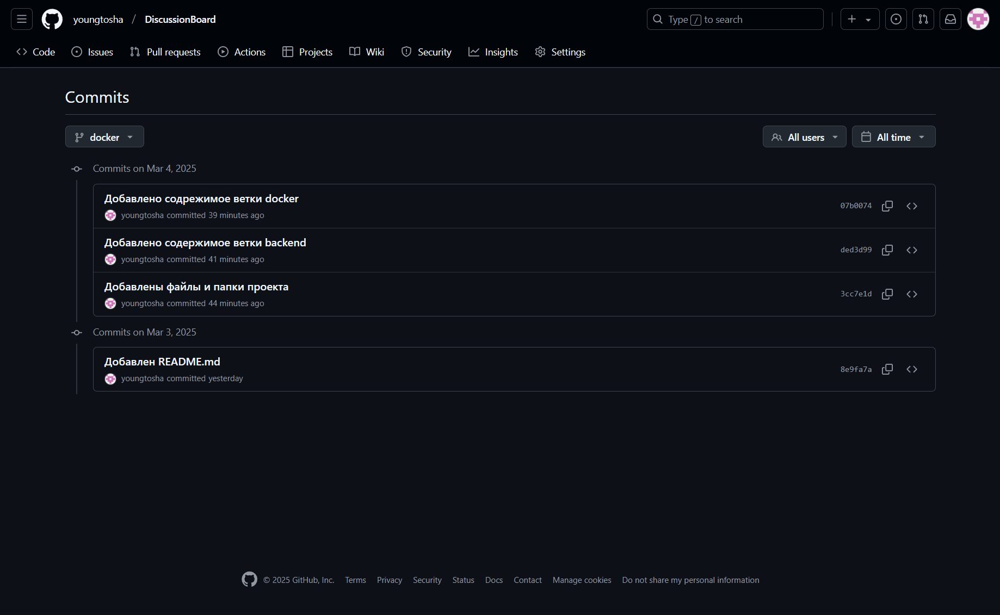 youngtosha / DiscussionBoard
Type / to search
Code Issues Pull requests Actions Projects Wiki Security Insights Settings
Commits
docker
All users All time
Commits on Mar 4, 2025
Добавлено содрежимое ветки docker
youngtosha committed 39 minutes ago
07b0074
Добавлено содержимое ветки backend
youngtosha committed 41 minutes ago
ded3d99
Добавлены файлы и папки проекта
youngtosha committed 44 minutes ago
3cc7e1d
Commits on Mar 3, 2025
Добавлен README.md
youngtosha committed yesterday
8e9fa7a
© 2025 GitHub, Inc. Terms Privacy Security Status Docs Contact Manage cookies Do not share my personal information